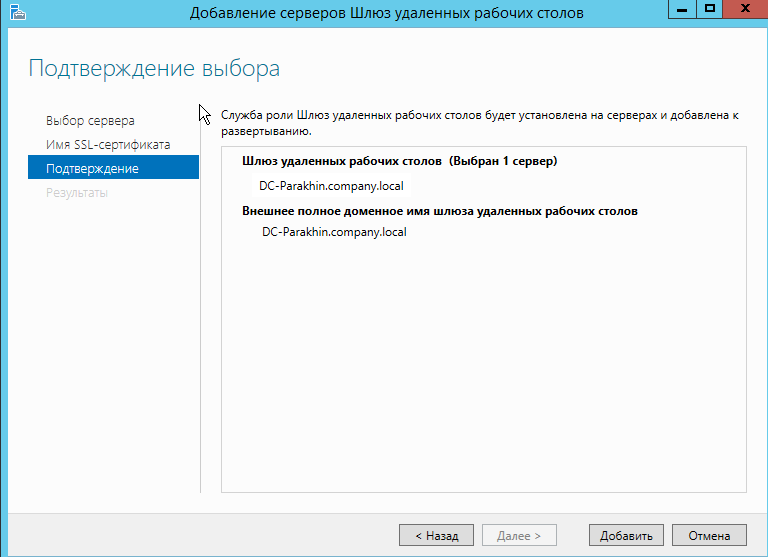 Добавление серверов Шлюз удаленных рабочих столов
Подтверждение выбора
Выбор сервера
Имя SSL-сертификата
Подтверждение
Результаты
Служба роли Шлюз удаленных рабочих столов будет установлена на серверах и добавлена к
развертыванию.
Шлюз удаленных рабочих столов (Выбран 1 сервер)
DC-Parakhin.company.local
Внешнее полное доменное имя шлюза удаленных рабочих столов
DC-Parakhin.company.local
< Назад
Далее >
Добавить
Отмена